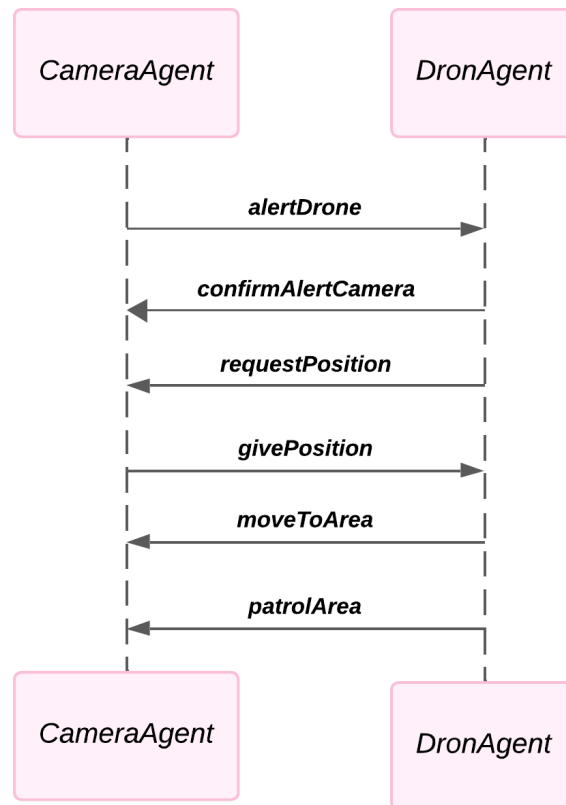 CameraAgent
DronAgent
alertDrone
confirmAlertCamera
requestPosition
givePosition
moveToArea
patrolArea
CameraAgent
DronAgent